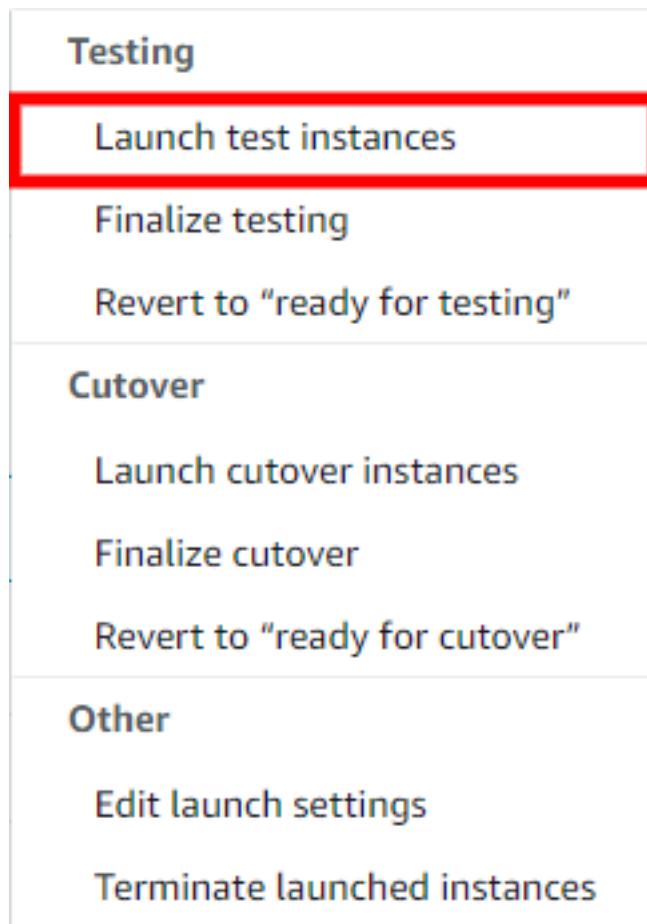 Testing
Launch test instances
Finalize testing
Revert to “ready for testing”
Cutover
Launch cutover instances
Finalize cutover
Revert to “ready for cutover”
Other
Edit launch settings
Terminate launched instances